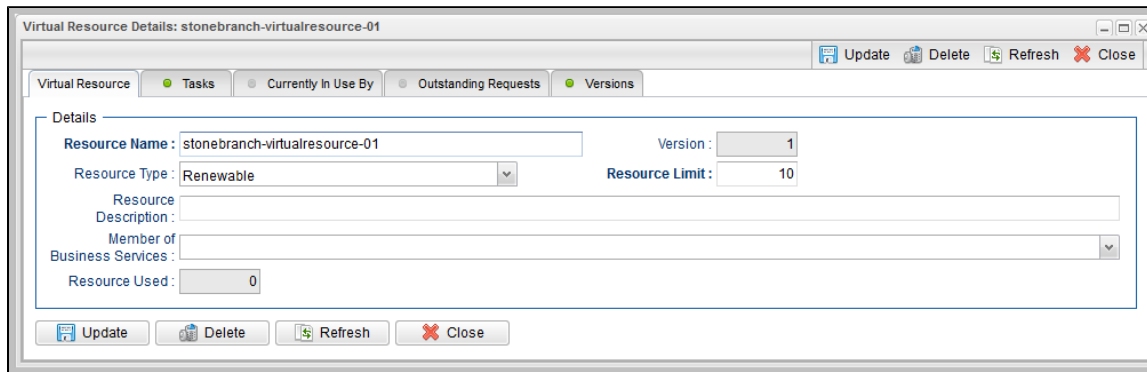 Virtual Resource Details: stonebranch-virtualresource-01
Update Delete Refresh Close
Virtual Resource Tasks Currently In Use By Outstanding Requests Versions
Details
Resource Name : stonebranch-virtualresource-01 Version : 1
Resource Type : Renewable Resource Limit : 10
Resource
Description :
Member of
Business Services :
Resource Used : 0
Update Delete Refresh Close